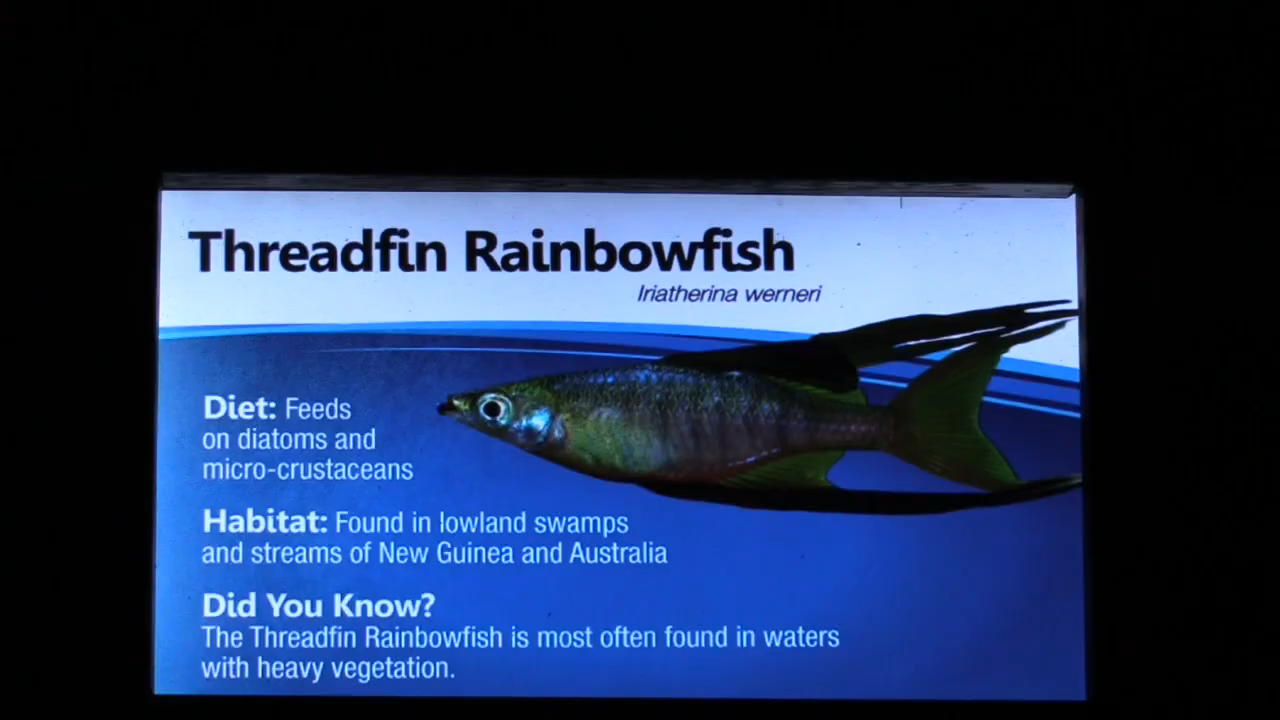 Threadfin Rainbowfish
Iriatherina werneri
Diet: Feeds
on diatoms and
micro-crustaceans
Habitat: Found in lowland swamps
and streams of New Guinea and Australia
Did You Know?
The Threadfin Rainbowfish is most often found in waters
with heavy vegetation.